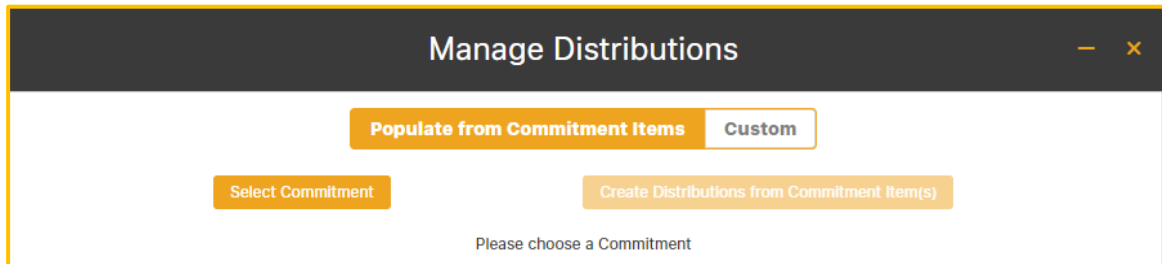 Manage Distributions
Populate from Commitment Items Custom
Select Commitment Create Distributions from Commitment Item(s)
Please choose a Commitment